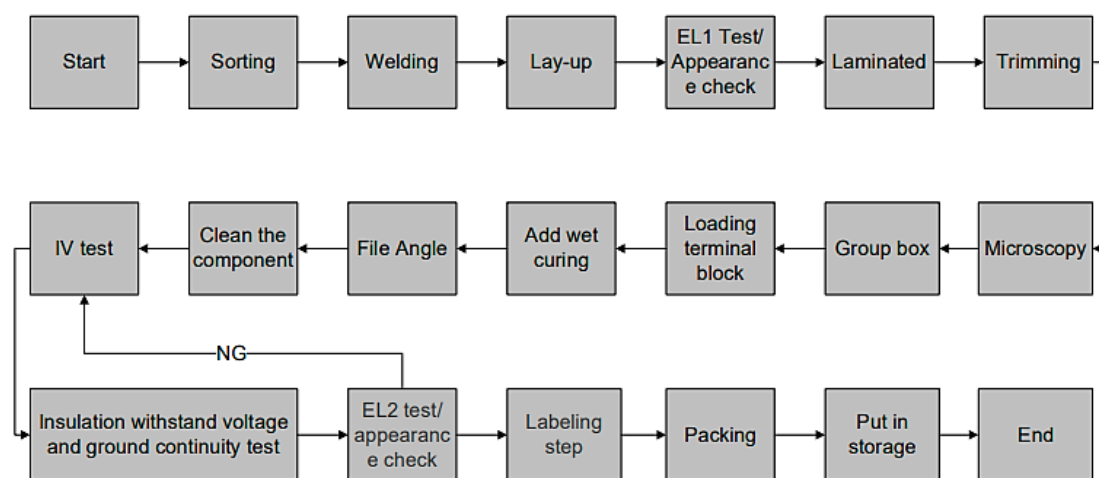 Start
Sorting
Welding
Lay-up
EL1 Test/
Appearanc
e check
Laminated
Trimming
IV test
Clean the
component
File Angle
Add wet
curing
Loading
terminal
block
Group box
Microscopy
NG
Insulation withstand voltage
and ground continuity test
EL2 test/
appearanc
e check
Labeling
step
Packing
Put in
storage
End